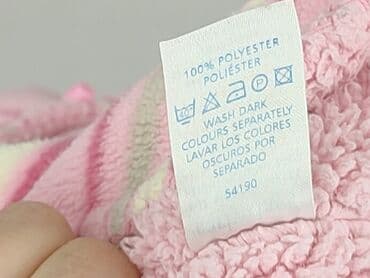 100% POLYESTER
POLIÉSTER
WASH DARK
COLOURS SEPARATELY
LAVAR LOS COLORES
OSCUROS POR
SEPARADO
54190